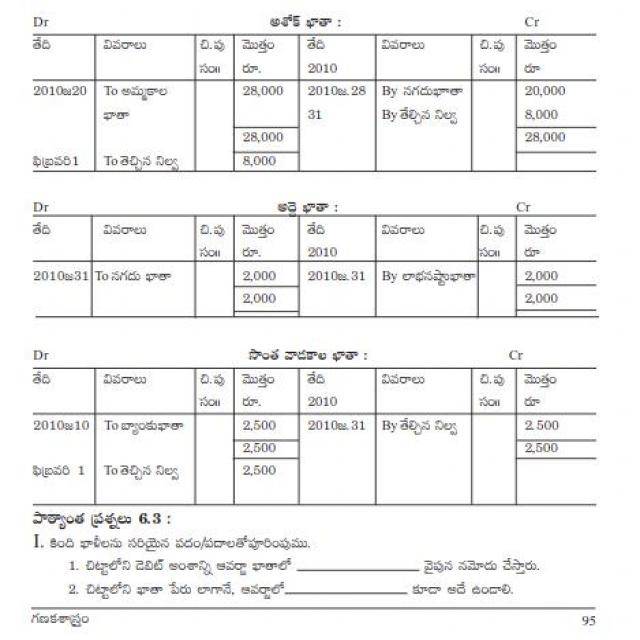 Dr అశోక్ ఖాతా : Cr
తేది వివరాలు చి.పు మొత్తం తేది వివరాలు చి.పు మొత్తం
సం॥ రూ. 2010 సం॥ రూ
2010జ20 To అమ్మకాల 28,000 2010జ. 28 By నగదుఖాతా 20,000
ఖాతా 31 By తేల్చిన నిల్వ 8,000
28,000 28,000
ఫిబ్రవరి1 To తెచ్చిన నిల్వ 8,000
Dr అద్దె ఖాతా : Cr
తేది వివరాలు చి.పు మొత్తం తేది వివరాలు చి.పు మొత్తం
సం॥ రూ. 2010 సం॥ రూ
2010జ31 To నగదు ఖాతా 2,000 2010జ. 31 By లాభనష్టాఖాతా 2,000
2,000 2,000
Dr సొంత వాడకాల ఖాతా : Cr
తేది వివరాలు చి.పు మొత్తం తేది వివరాలు చి.పు మొత్తం
సం॥ రూ. 2010 సం॥ రూ
2010జ10 To బ్యాంకుఖాతా 2,500 2010జ. 31 By తేల్చిన నిల్వ 2.500
2,500 2,500
ఫిబ్రవరి 1 To తెచ్చిన నిల్వ 2,500
పాఠ్యాంత ప్రశ్నలు 6.3 :
I. కింది ఖాళీలను సరియైన పదం/పదాలతోపూరింపుము.
1. చిట్టాలోని డెబిట్ అంశాన్ని ఆవర్జా ఖాతాలో ____________ వైపున నమోదు చేస్తారు.
2. చిట్టాలోని ఖాతా పేరు లాగానే, ఆవర్జాలో____________ కూడా అదే ఉండాలి.
గణకశాస్త్రం 95